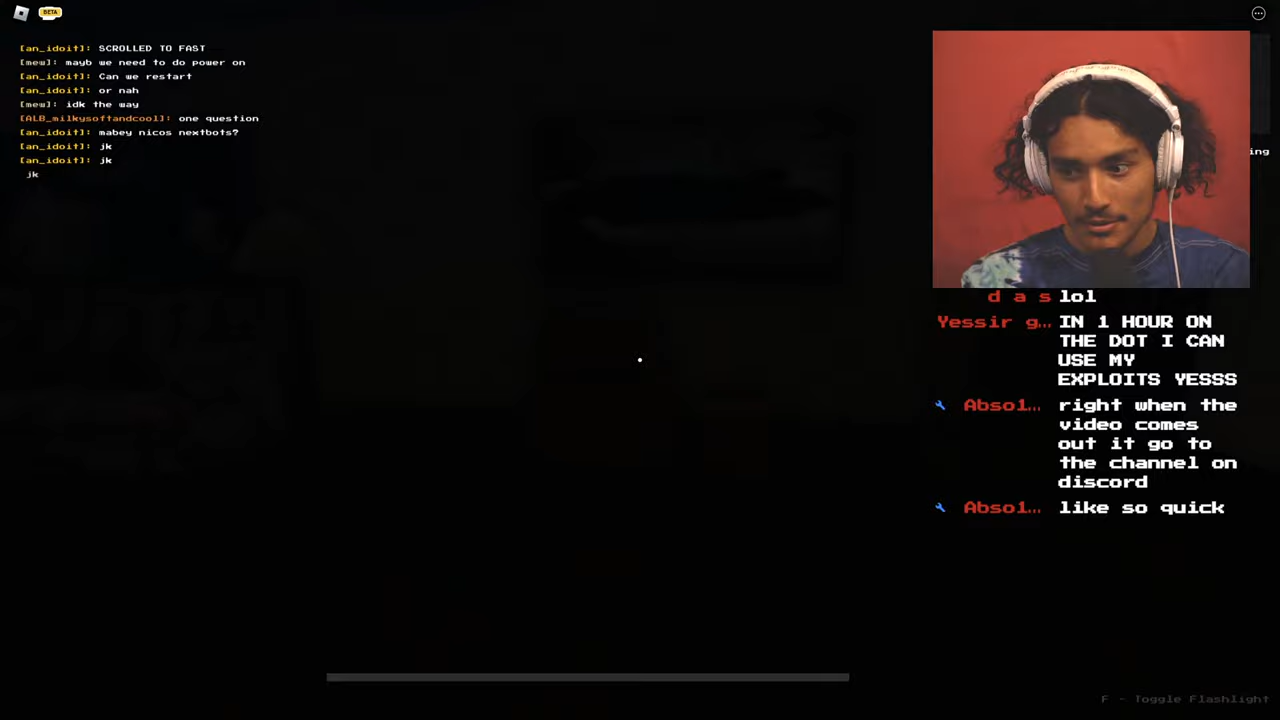 BETA
[an_idoit]: SCROLLED TO FAST
[mew]: mayb we need to do power on
[an_idoit]: Can we restart
[an_idoit]: or nah
[mew]: idk the way
[ALB_milkysoftandcool]: one question
[an_idoit]: mabey nicos nextbots?
[an_idoit]: jk
[an_idoit]: jk
jk
ing
d a s lol
Yessir g... IN 1 HOUR ON
THE DOT I CAN
USE MY
EXPLOITS YESSS
Abso1... right when the
video comes
out it go to
the channel on
discord
Abso1... like so quick
F - Toggle Flashlight